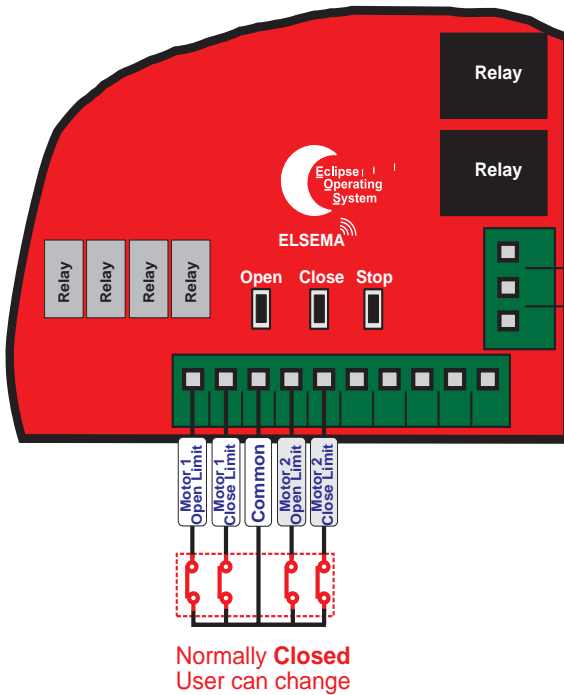 Relay
Relay
Eclipse
Operating
System
ELSEMA
Relay
Relay
Relay
Relay
Open
Close
Stop
Motor 1
Open Limit
Motor 1
Close Limit
Common
Motor 2
Open Limit
Motor 2
Close Limit
Normally Closed
User can change